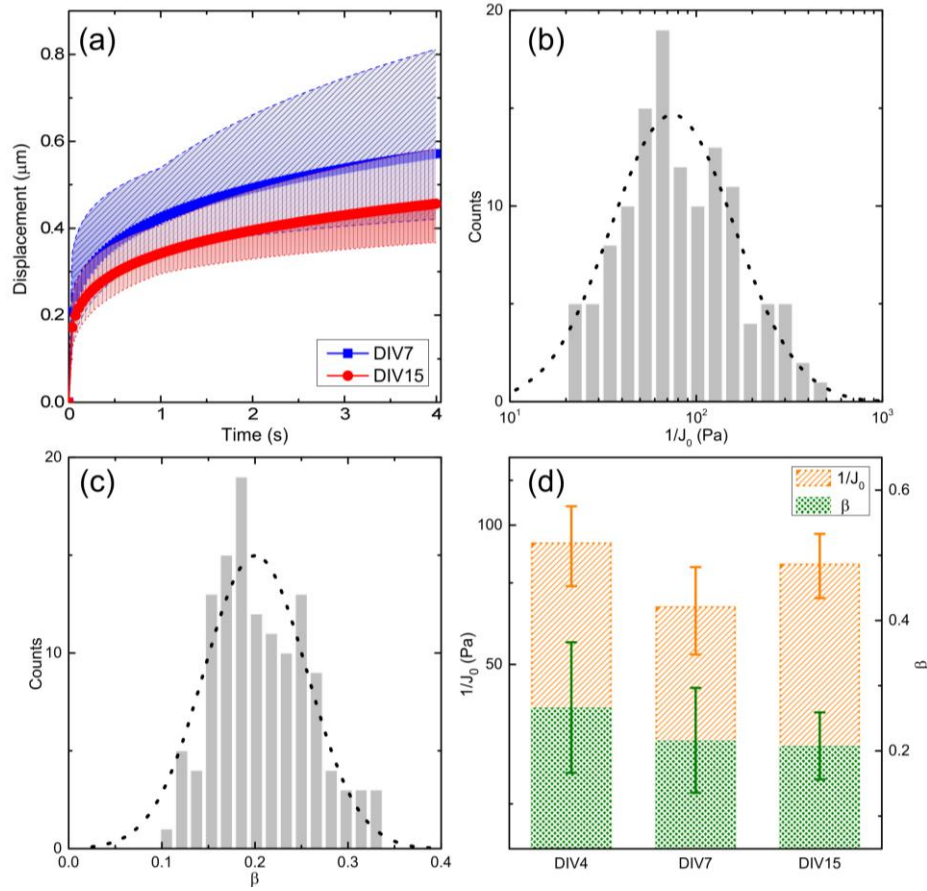 (a)
0.8
0.6
0.4
0.2
0.0
Displacement (μm)
0 1 2 3 4
Time (s)
DIV7
DIV15
(b)
20
10
0
Counts
10¹ 10² 10³
1/J₀ (Pa)
(c)
20
10
0
Counts
0.0 0.1 0.2 0.3 0.4
β
(d)
1/J₀
β
100
50
1/J₀ (Pa)
0.6
0.4
0.2
β
DIV4 DIV7 DIV15